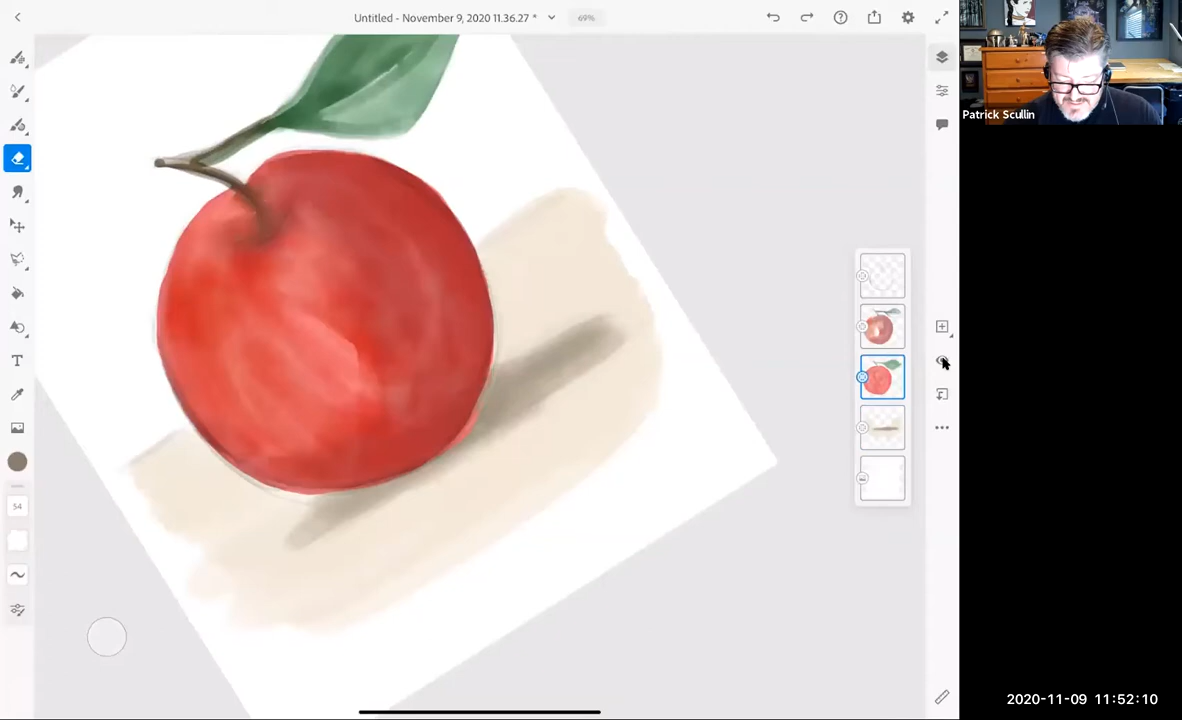 Untitled - November 9, 2020 11.36.27 *
69%
Patrick Scullin
T
54
2020-11-09 11:52:10